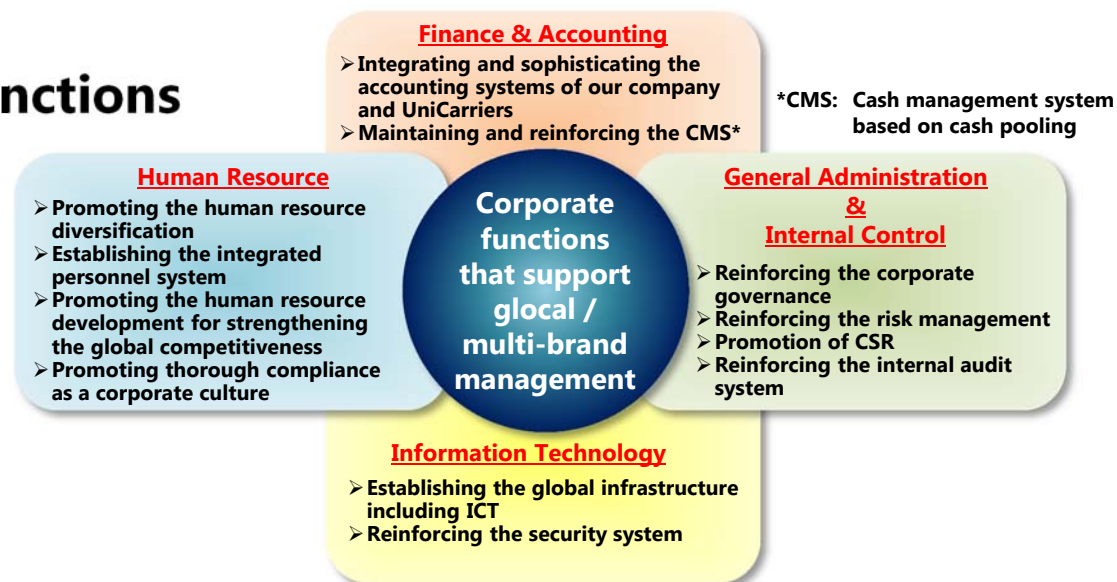 nctions
Finance & Accounting
➢Integrating and sophisticating the
accounting systems of our company
and UniCarriers
➢Maintaining and reinforcing the CMS*
*CMS: Cash management system
based on cash pooling
Human Resource
➢Promoting the human resource
diversification
➢Establishing the integrated
personnel system
➢Promoting the human resource
development for strengthening
the global competitiveness
➢Promoting thorough compliance
as a corporate culture
Corporate
functions
that support
glocal /
multi-brand
management
General Administration
&
Internal Control
➢Reinforcing the corporate
governance
➢Reinforcing the risk management
➢Promotion of CSR
➢Reinforcing the internal audit
system
Information Technology
➢Establishing the global infrastructure
including ICT
➢Reinforcing the security system